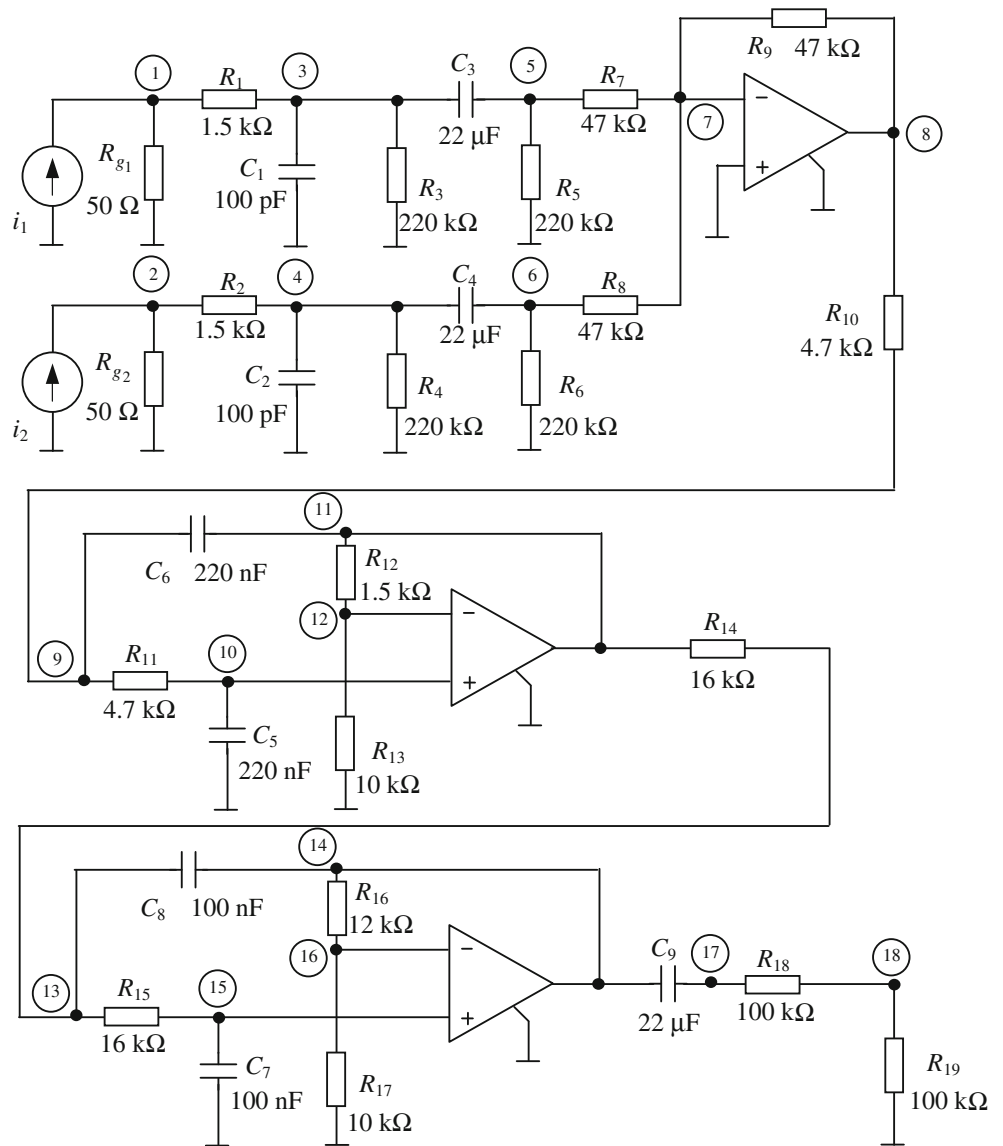 R9
47 kΩ
1
3
5
R1
1.5 kΩ
C3
22 μF
R7
47 kΩ
7
−
+
8
Rg1
50 Ω
i1
C1
100 pF
R3
220 kΩ
R5
220 kΩ
2
4
6
R2
1.5 kΩ
C4
22 μF
R8
47 kΩ
R10
4.7 kΩ
Rg2
50 Ω
i2
C2
100 pF
R4
220 kΩ
R6
220 kΩ
11
C6
220 nF
R12
1.5 kΩ
12
−
+
R14
16 kΩ
9
R11
4.7 kΩ
10
C5
220 nF
R13
10 kΩ
14
C8
100 nF
R16
12 kΩ
16
−
+
C9
22 μF
17
R18
100 kΩ
18
13
R15
16 kΩ
15
C7
100 nF
R17
10 kΩ
R19
100 kΩ